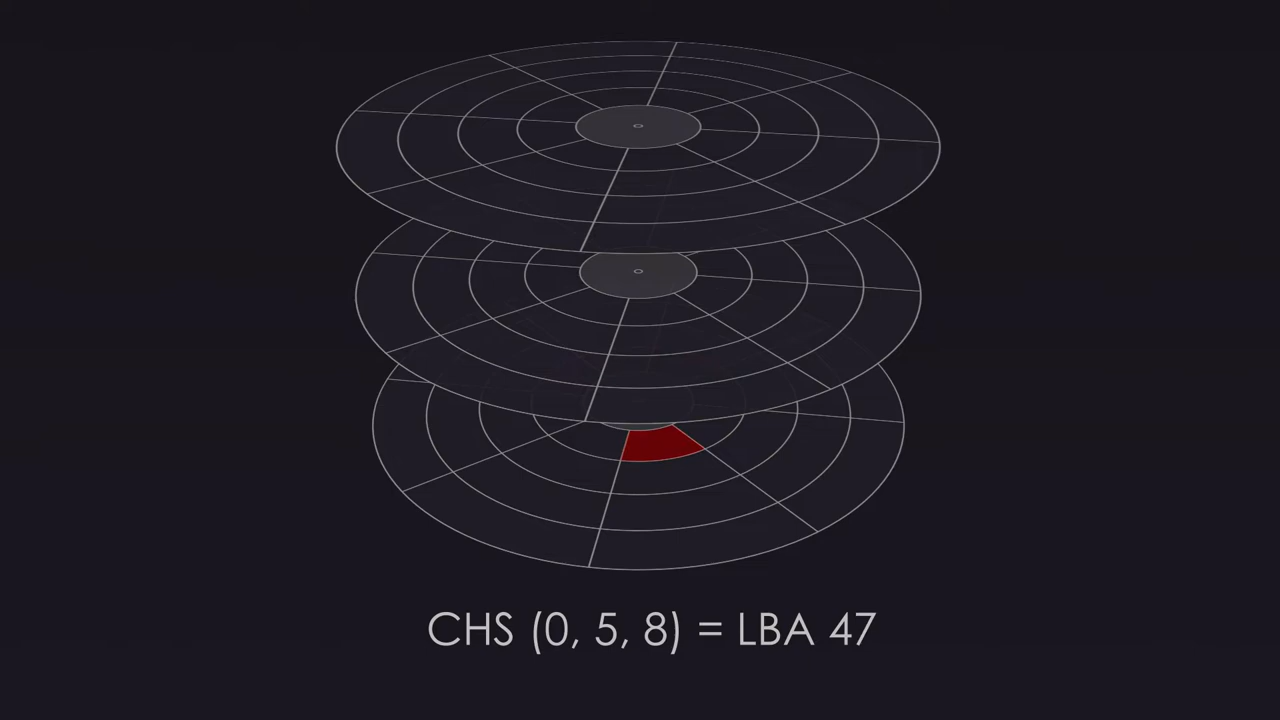 CHS (0, 5, 8) = LBA 47